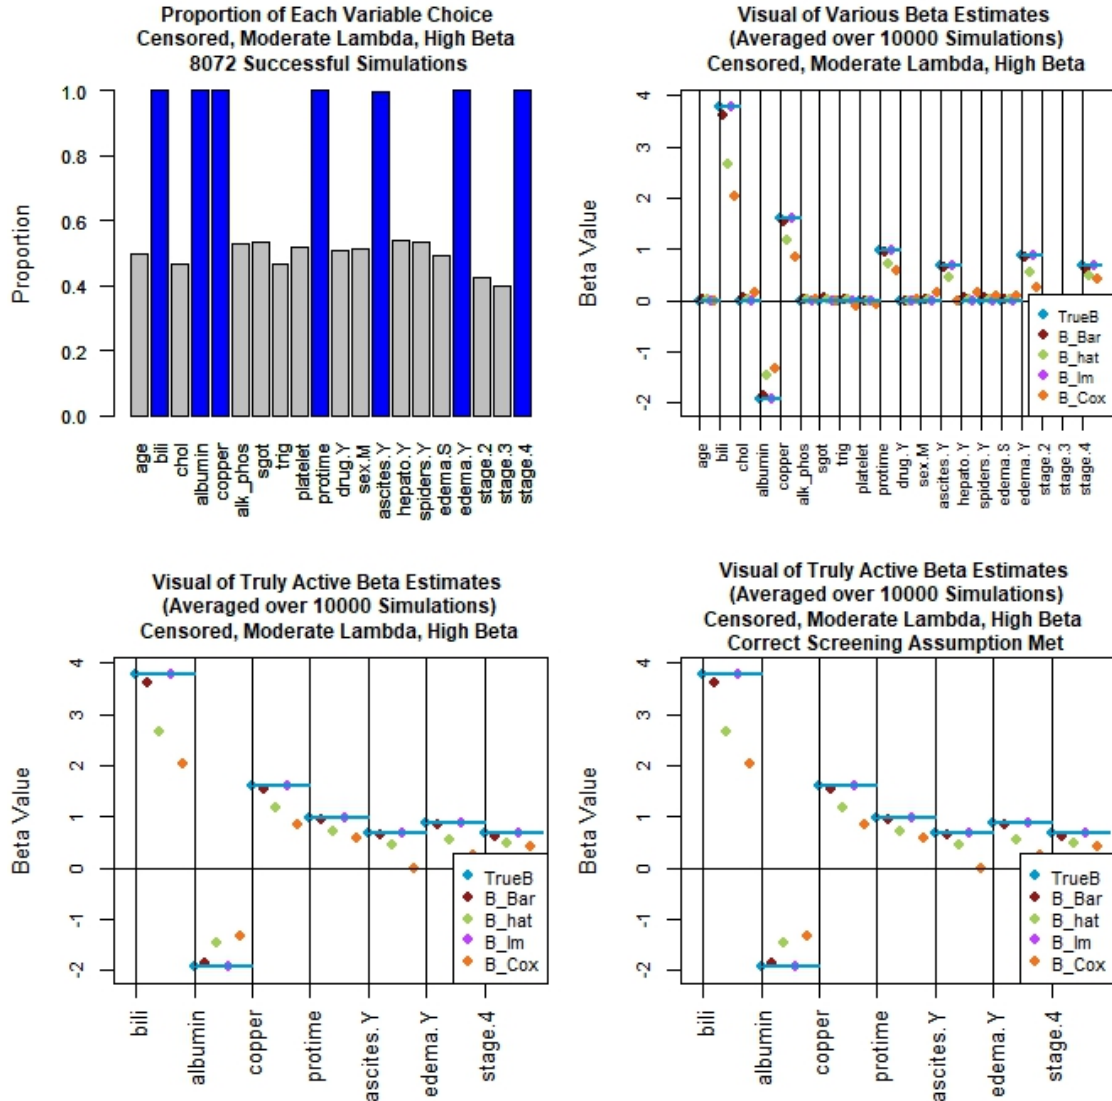 Proportion of Each Variable Choice
Censored, Moderate Lambda, High Beta
8072 Successful Simulations
Proportion
1.0
0.8
0.6
0.4
0.2
0.0
age
bili
chol
albumin
copper
alk_phos
sgot
trig
platelet
protime
drug.Y
sex.M
ascites.Y
hepato.Y
spiders.Y
edema.S
edema.Y
stage.2
stage.3
stage.4
Visual of Various Beta Estimates
(Averaged over 10000 Simulations)
Censored, Moderate Lambda, High Beta
Beta Value
4
3
2
1
0
-1
-2
TrueB
B_Bar
B_hat
B_lm
B_Cox
age
bili
chol
albumin
copper
alk_phos
sgot
trig
platelet
protime
drug.Y
sex.M
ascites.Y
hepato.Y
spiders.Y
edema.S
edema.Y
stage.2
stage.3
stage.4
Visual of Truly Active Beta Estimates
(Averaged over 10000 Simulations)
Censored, Moderate Lambda, High Beta
Beta Value
4
3
2
1
0
-1
-2
TrueB
B_Bar
B_hat
B_lm
B_Cox
bili
albumin
copper
protime
ascites.Y
edema.Y
stage.4
Visual of Truly Active Beta Estimates
(Averaged over 10000 Simulations)
Censored, Moderate Lambda, High Beta
Correct Screening Assumption Met
Beta Value
4
3
2
1
0
-1
-2
TrueB
B_Bar
B_hat
B_lm
B_Cox
bili
albumin
copper
protime
ascites.Y
edema.Y
stage.4